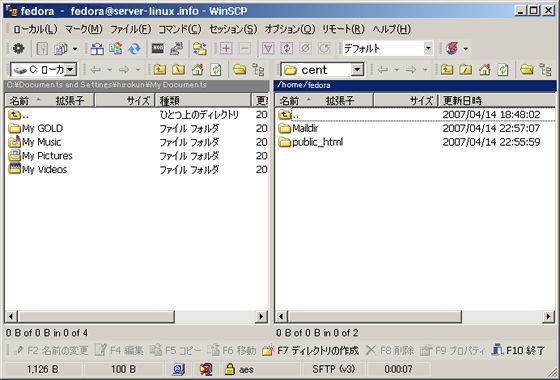 fedora - fedora@server-linux.info - WinSCP
ローカル(L) マーク(M) ファイル(F) コマンド(C) セッション(S) オプション(O) リモート(R) ヘルプ(H)
デフォルト
C: ローカ
cent
C:\Documents and Settings\hirokun\My Documents
/home/fedora
名前 拡張子 サイズ 種類 更
名前 拡張子 サイズ 更新日時
.. ひとつ上のディレクトリ 20
My GOLD ファイル フォルダ 20
My Music ファイル フォルダ 20
My Pictures ファイル フォルダ 20
My Videos ファイル フォルダ 20
.. 2007/04/14 18:48:02
Maildir 2007/04/14 22:57:07
public_html 2007/04/14 22:55:59
0 B of 0 B in 0 of 4
0 B of 0 B in 0 of 2
F2 名前の変更 F4 編集 F5 コピー F6 移動 F7 ディレクトリの作成 F8 削除 F9 プロパティ F10 終了
1,126 B 100 B aes SFTP (v3) 0:00:07